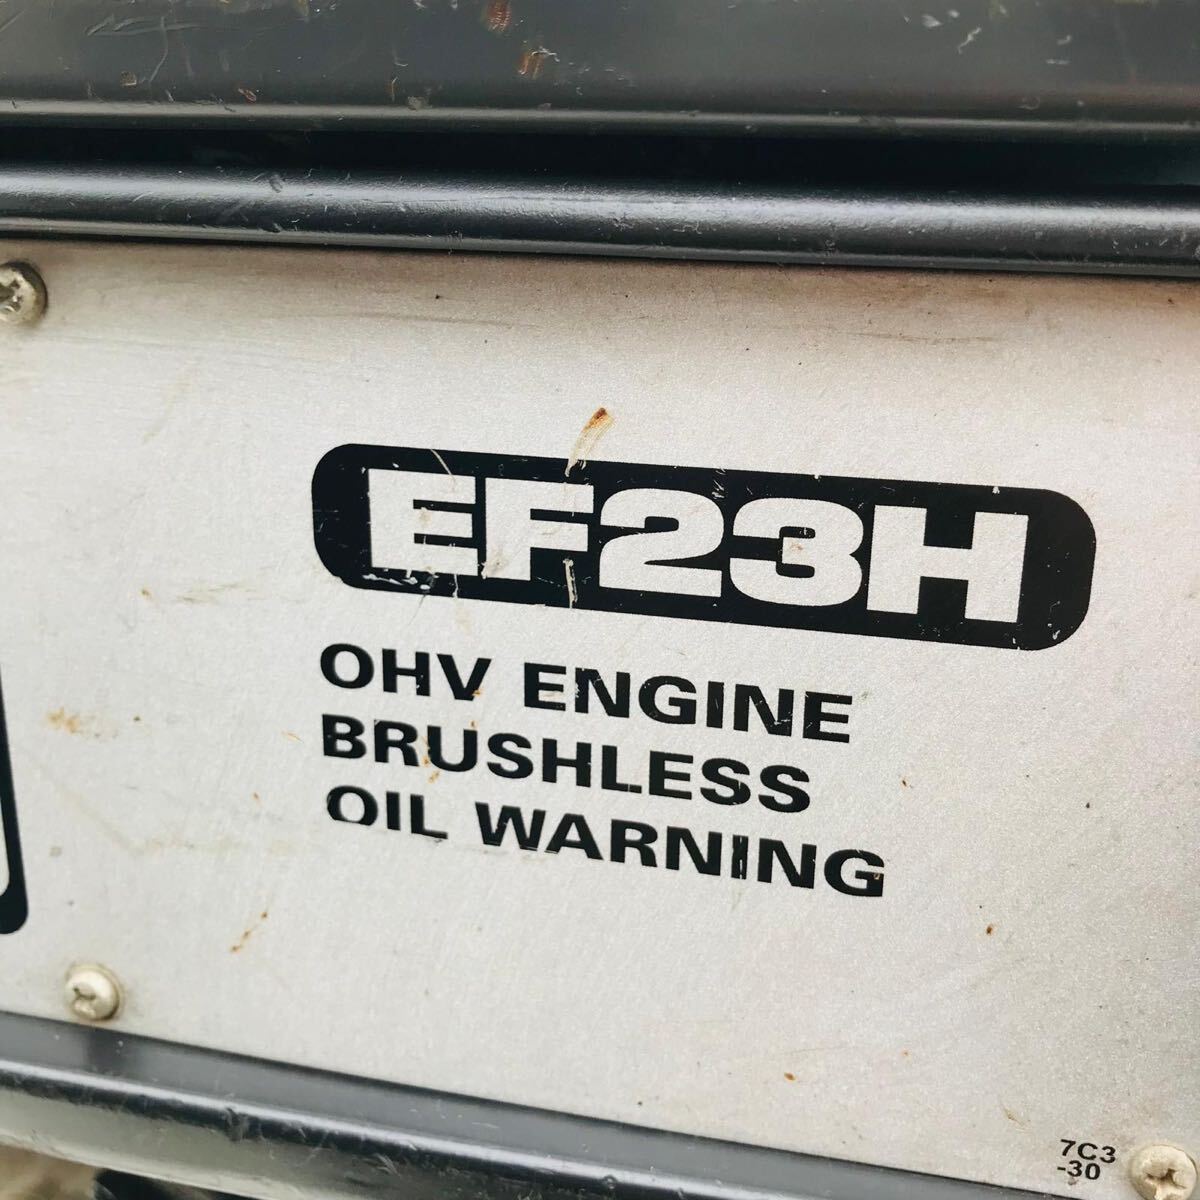 EF23H
OHV ENGINE
BRUSHLESS
OIL WARNING
7C3
-30